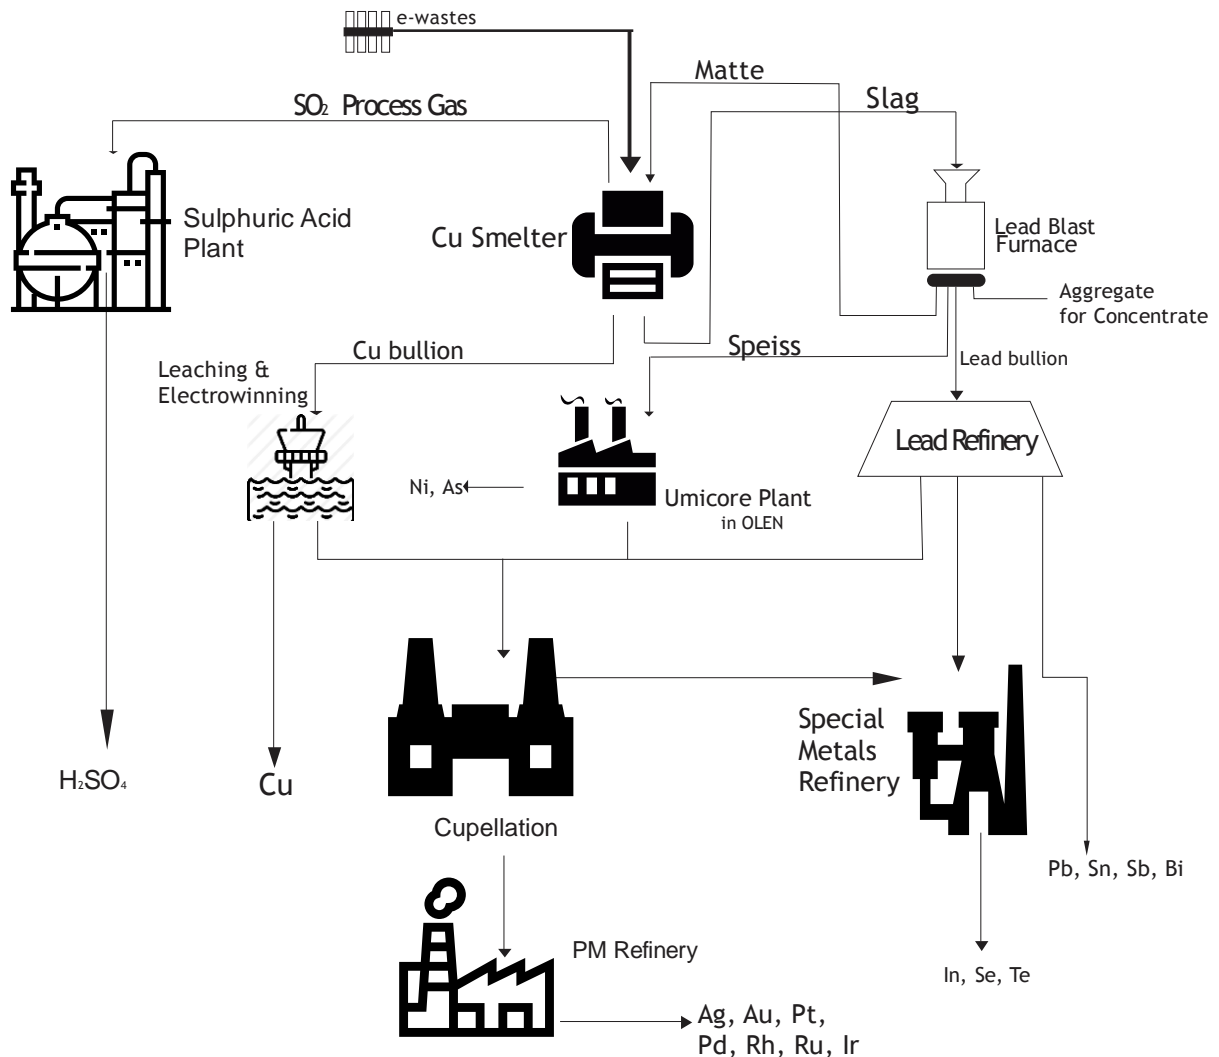 e-wastes
Matte
Slag
SO₂ Process Gas
Sulphuric Acid
Plant
Cu Smelter
Lead Blast
Furnace
Aggregate
for Concentrate
Cu bullion
Speiss
Lead bullion
Leaching &
Electrowinning
Lead Refinery
Ni, As
Umicore Plant
in OLEN
Special
Metals
Refinery
H₂SO₄
Cu
Cupellation
Pb, Sn, Sb, Bi
PM Refinery
In, Se, Te
Ag, Au, Pt,
Pd, Rh, Ru, Ir